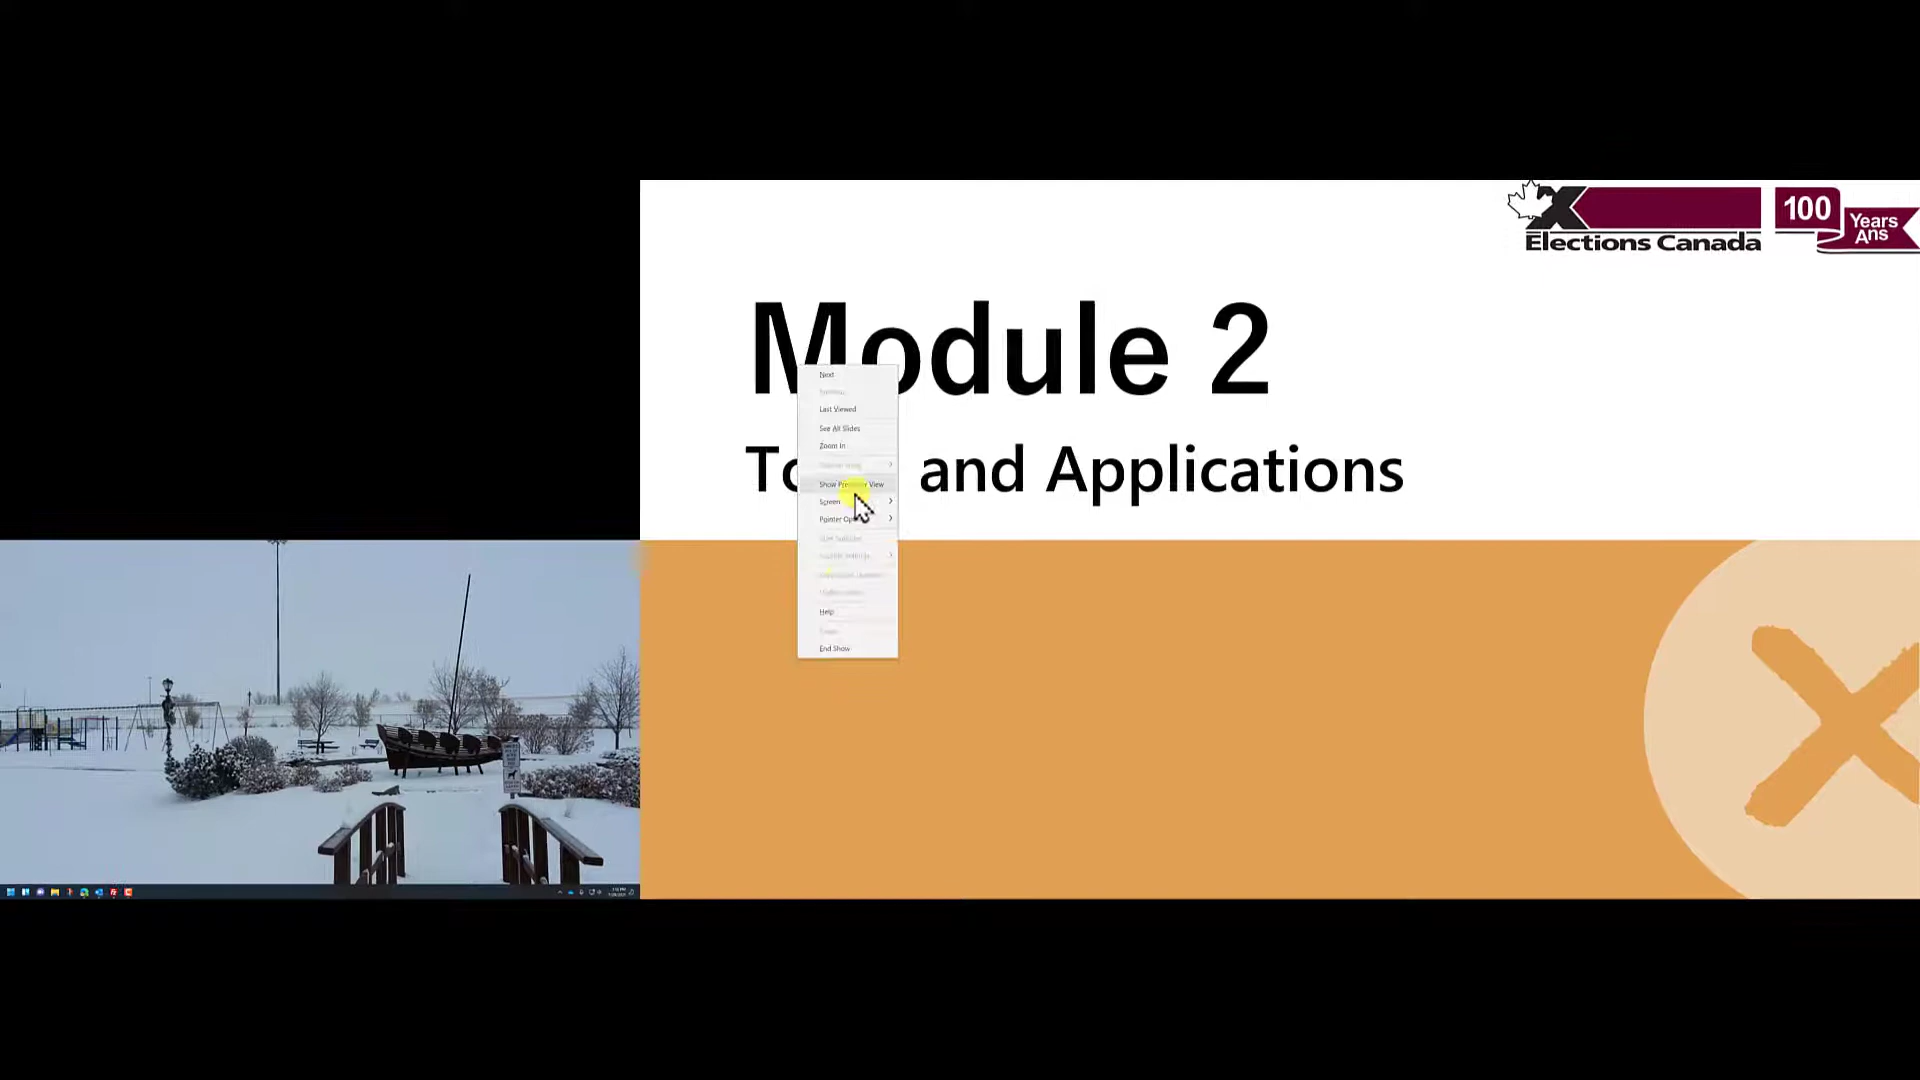 Elections Canada
100
Years
Ans
Module 2
and Applications
Next
Last Viewed
See All Slides
Zoom In
Show View
Screen
Pointer
Help
End Show